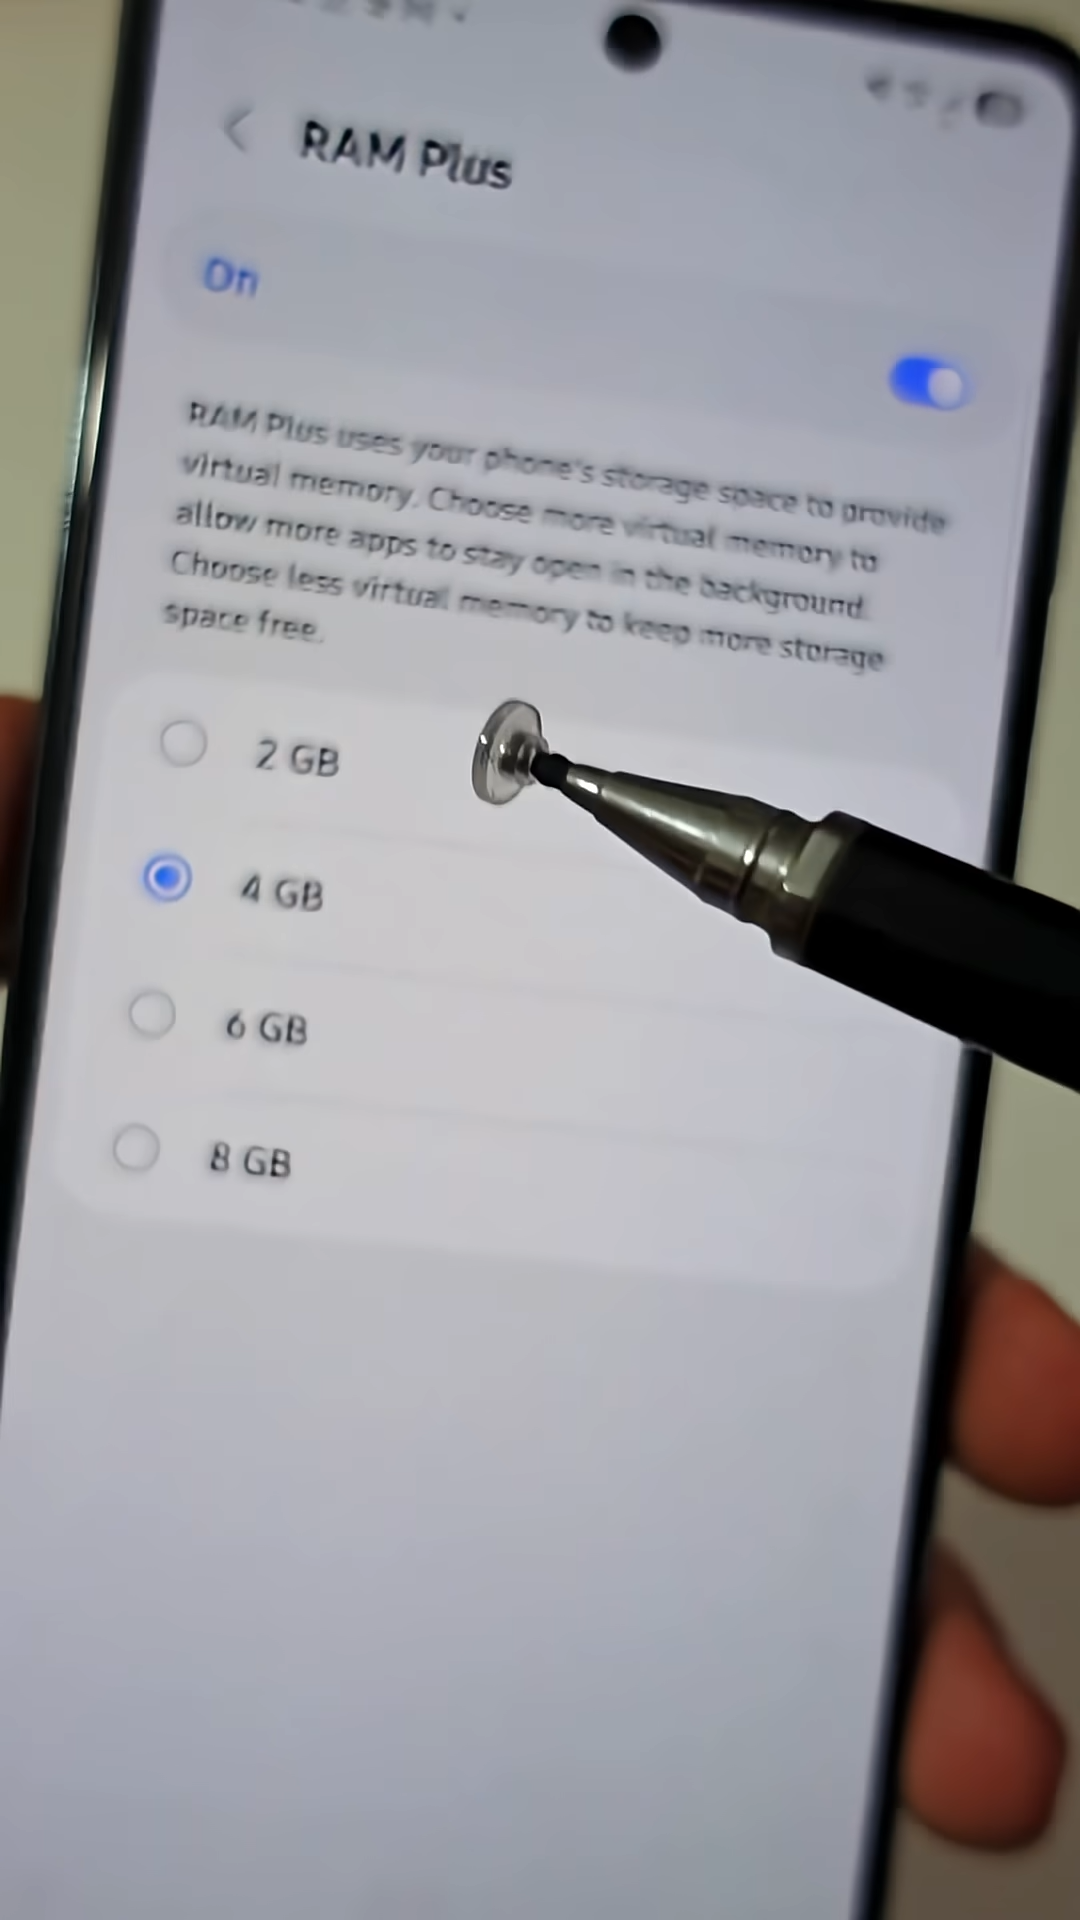 RAM Plus
On
RAM Plus uses your phone's storage space to provide
virtual memory. Choose more virtual memory to
allow more apps to stay open in the background.
Choose less virtual memory to keep more storage
space free.
2 GB
4 GB
6 GB
8 GB